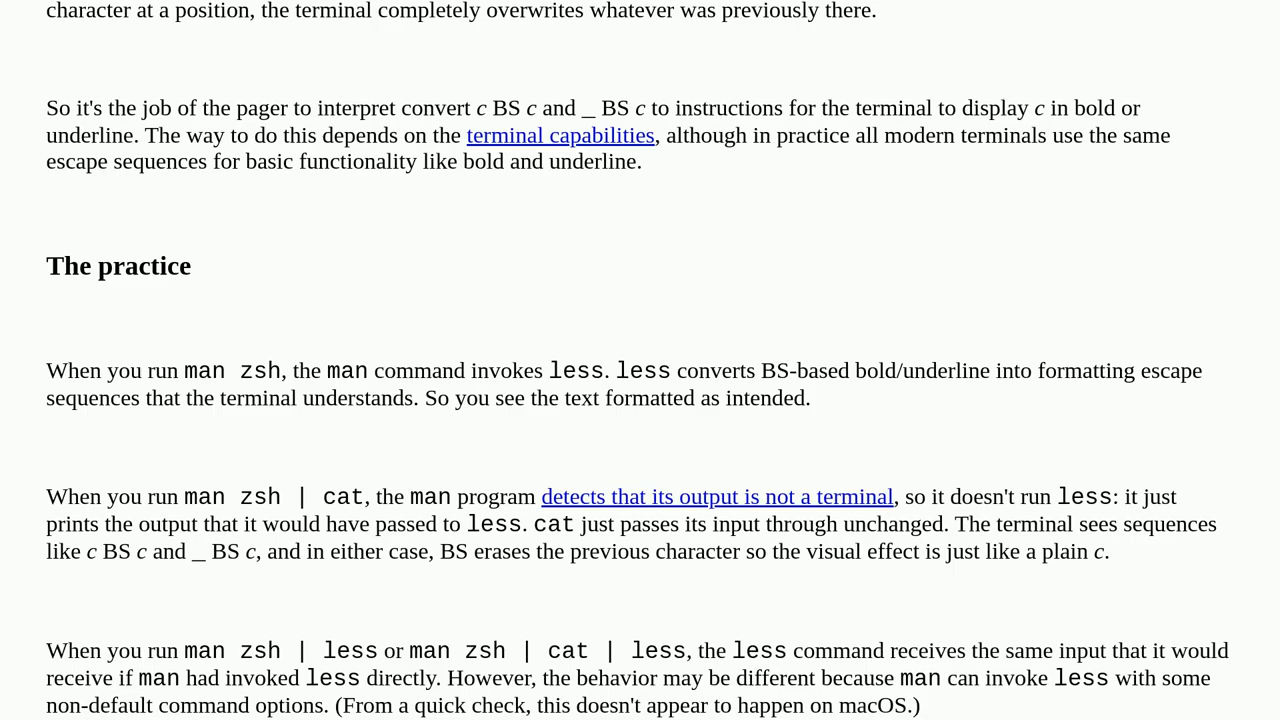 character at a position, the terminal completely overwrites whatever was previously there.
So it's the job of the pager to interpret convert c BS c and _ BS c to instructions for the terminal to display c in bold or
underline. The way to do this depends on the terminal capabilities, although in practice all modern terminals use the same
escape sequences for basic functionality like bold and underline.
The practice
When you run man zsh, the man command invokes less. less converts BS-based bold/underline into formatting escape
sequences that the terminal understands. So you see the text formatted as intended.
When you run man zsh | cat, the man program detects that its output is not a terminal, so it doesn't run less: it just
prints the output that it would have passed to less. cat just passes its input through unchanged. The terminal sees sequences
like c BS c and _ BS c, and in either case, BS erases the previous character so the visual effect is just like a plain c.
When you run man zsh | less or man zsh | cat | less, the less command receives the same input that it would
receive if man had invoked less directly. However, the behavior may be different because man can invoke less with some
non-default command options. (From a quick check, this doesn't appear to happen on macOS.)